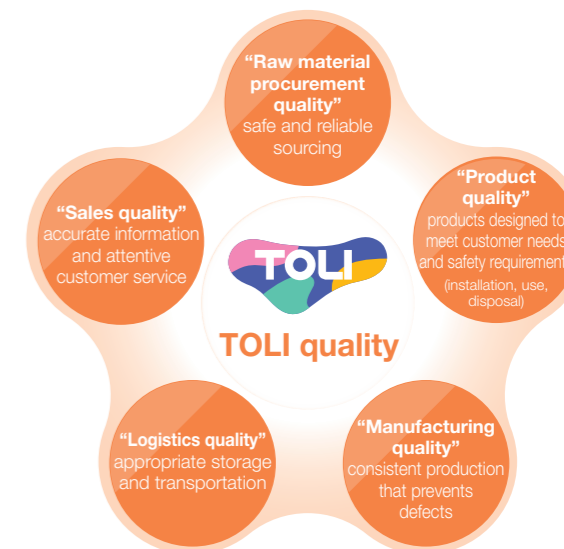 “Raw material
procurement
quality”
safe and reliable
sourcing
“Product
quality”
products designed to
meet customer needs
and safety requirement
(installation, use,
disposal)
“Manufacturing
quality”
consistent production
that prevents
defects
“Logistics quality”
appropriate storage
and transportation
“Sales quality”
accurate information
and attentive
customer service
TOLI
TOLI quality